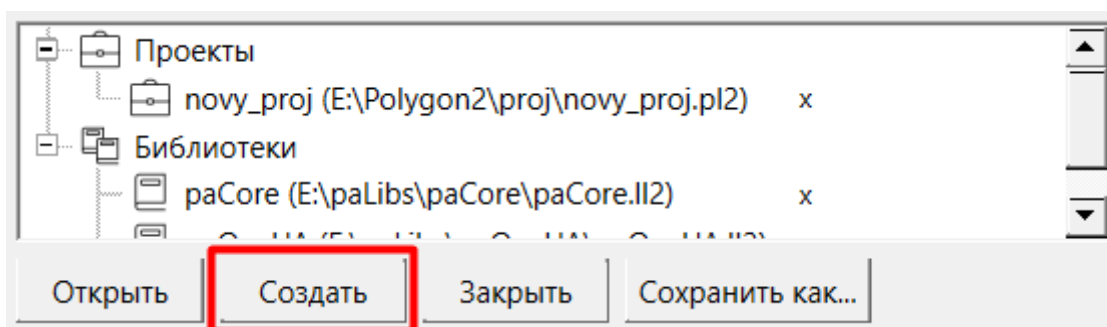 Проекты
novy_proj (E:\Polygon2\proj\novy_proj.pl2) x
Библиотеки
paCore (E:\paLibs\paCore\paCore.ll2) x
Открыть Создать Закрыть Сохранить как...